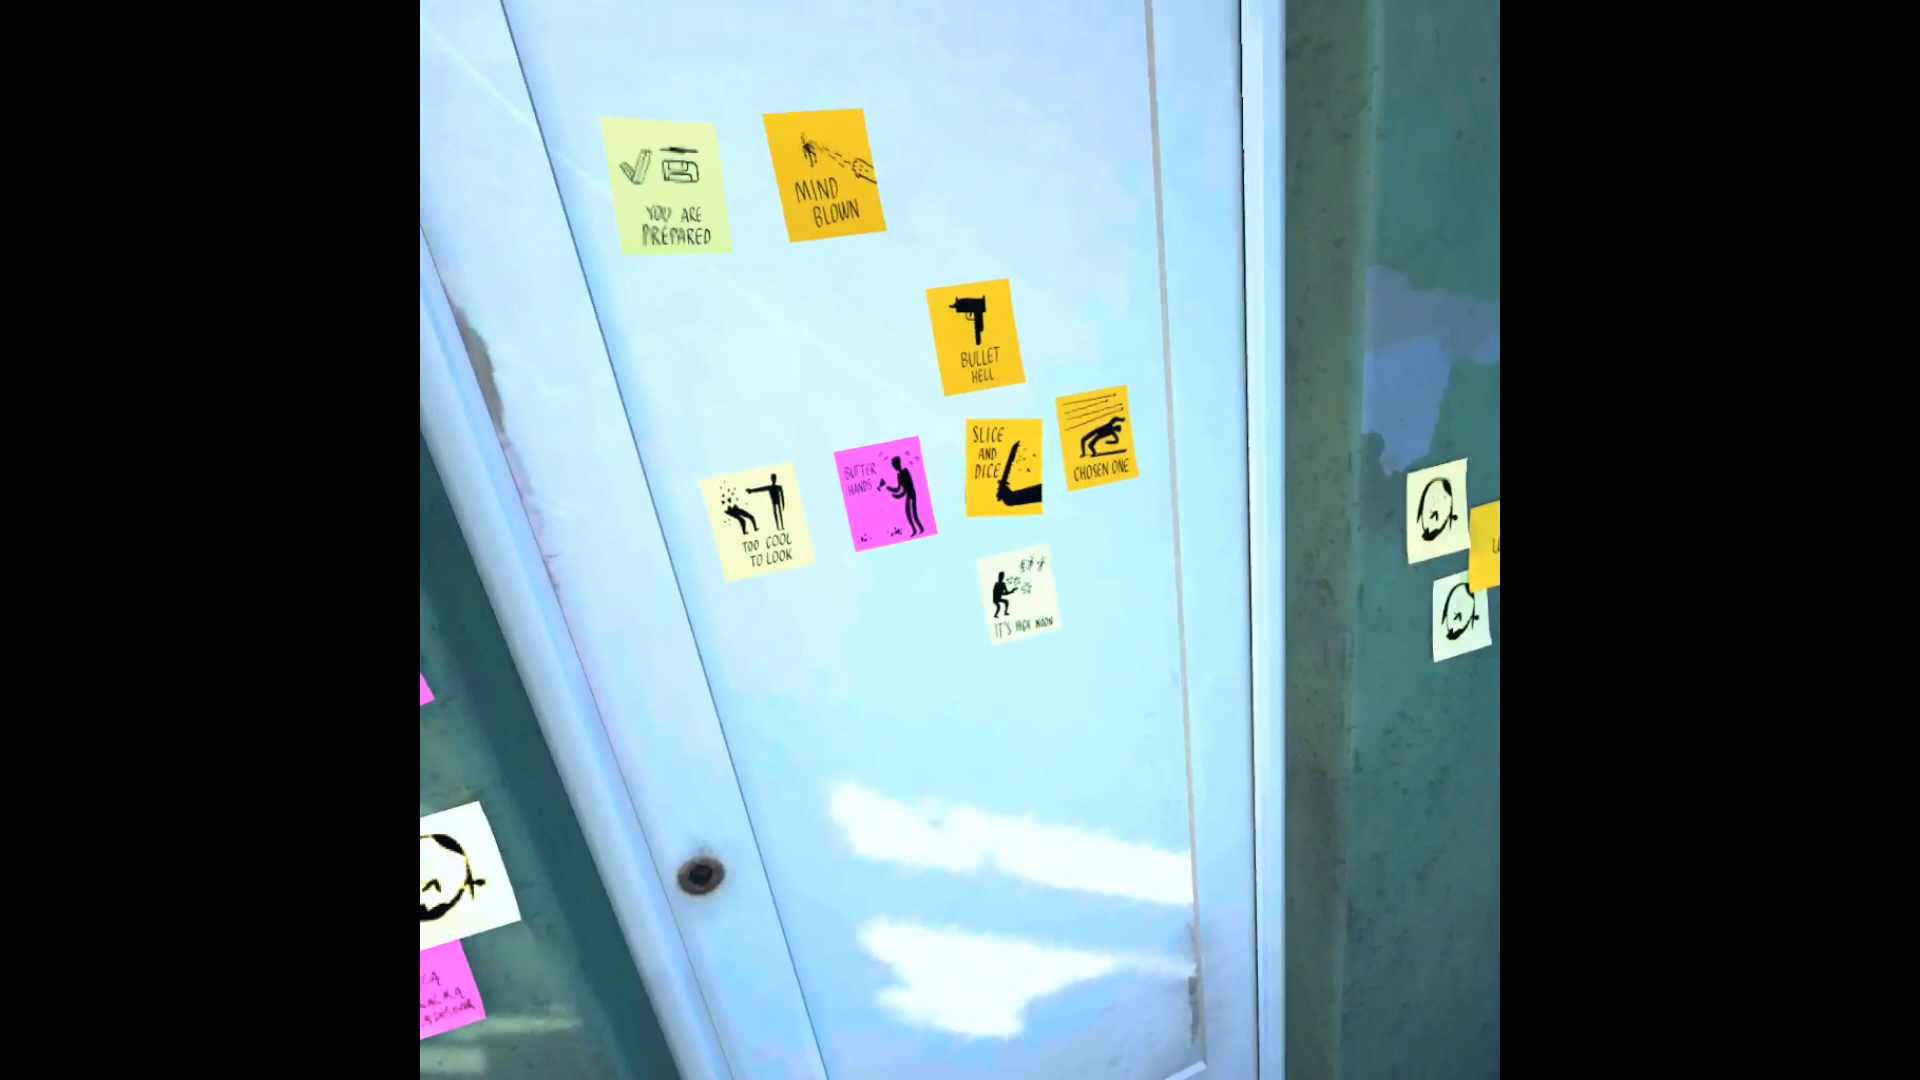 YOU ARE
PREPARED
MIND
BLOWN
BULLET
HELL
SLICE
AND
DICE
CHOSEN ONE
BUTTER
HANDS
TOO COOL
TO LOOK
IT'S HIGH NOON